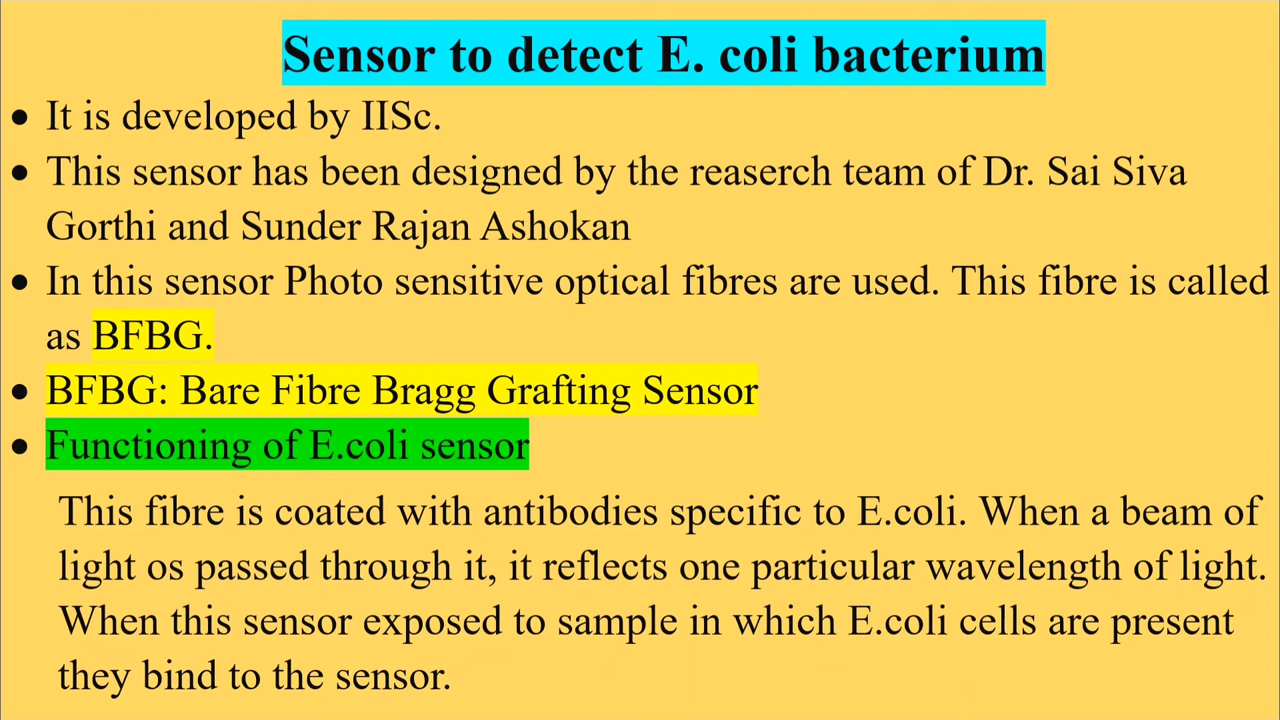 Sensor to detect E. coli bacterium
• It is developed by IISc.
• This sensor has been designed by the reaserch team of Dr. Sai Siva
Gorthi and Sunder Rajan Ashokan
• In this sensor Photo sensitive optical fibres are used. This fibre is called
as BFBG.
• BFBG: Bare Fibre Bragg Grafting Sensor
• Functioning of E.coli sensor
This fibre is coated with antibodies specific to E.coli. When a beam of
light os passed through it, it reflects one particular wavelength of light.
When this sensor exposed to sample in which E.coli cells are present
they bind to the sensor.